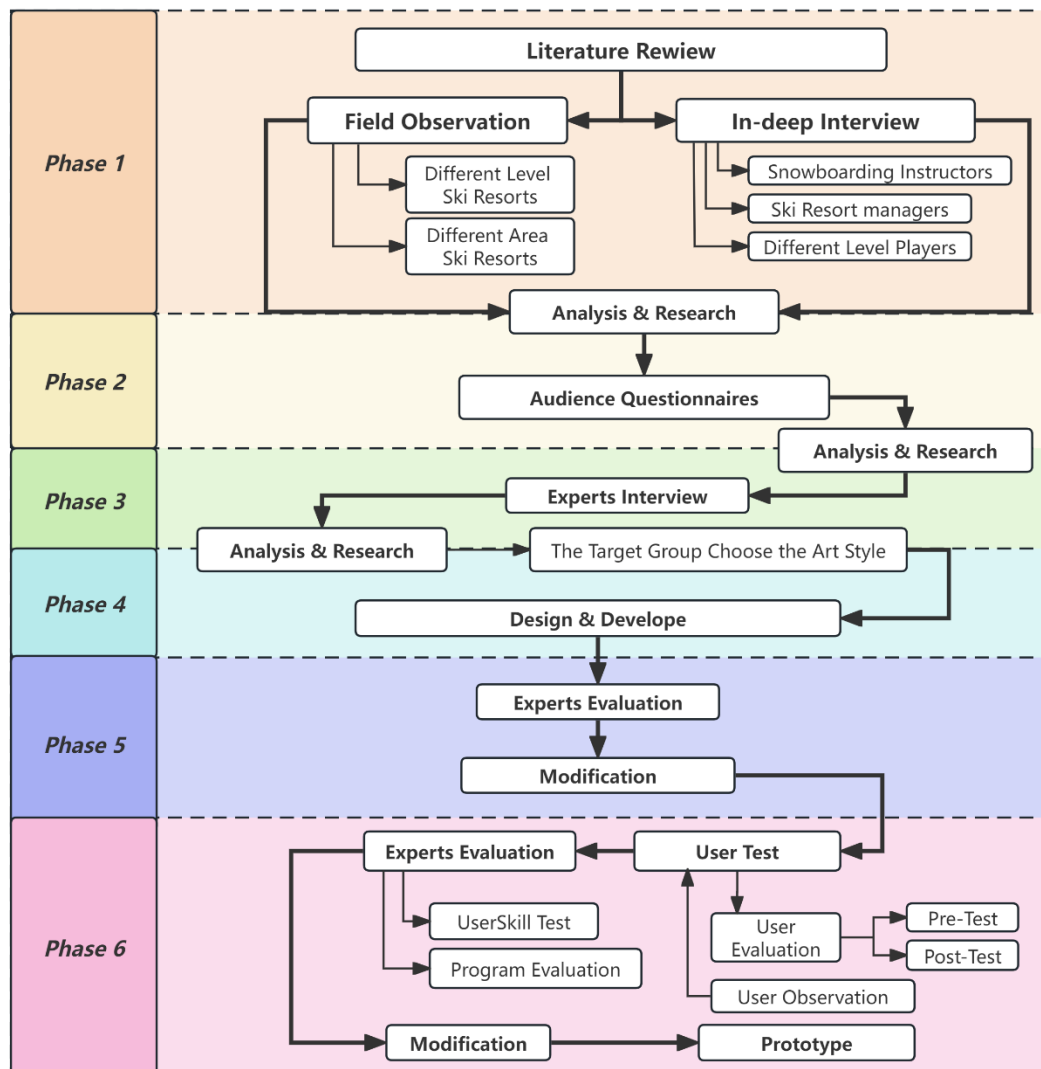 Phase 1
Literature Rewiew
Field Observation
In-deep Interview
Different Level
Ski Resorts
Different Area
Ski Resorts
Snowboarding Instructors
Ski Resort managers
Different Level Players
Analysis & Research
Phase 2
Audience Questionnaires
Analysis & Research
Phase 3
Experts Interview
Analysis & Research
The Target Group Choose the Art Style
Phase 4
Design & Develope
Phase 5
Experts Evaluation
Modification
Phase 6
Experts Evaluation
User Test
UserSkill Test
Program Evaluation
User
Evaluation
Pre-Test
Post-Test
User Observation
Modification
Prototype